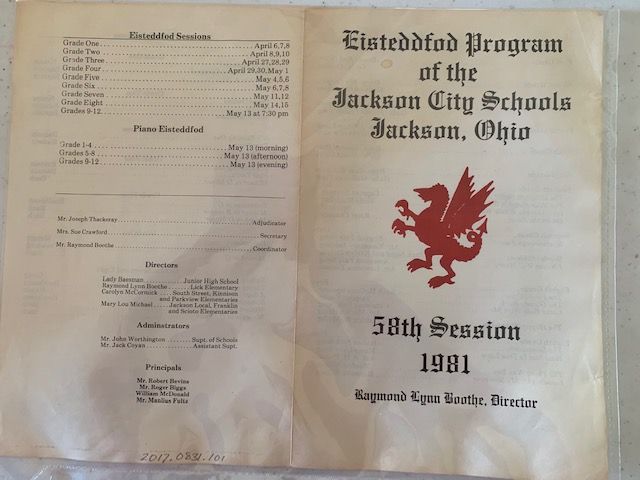 Eisteddfod Sessions
Grade One.......... April 6,7,8
Grade Two.......... April 8,9,10
Grade Three.......... April 27,28,29
Grade Four.......... April 29,30, May 1
Grade Five.......... May 4,5,6
Grade Six.......... May 6,7,8
Grade Seven.......... May 11,12
Grade Eight.......... May 14,15
Grades 9-12.......... May 13 at 7:30 pm
Piano Eisteddfod
Grade 1-4.......... May 13 (morning)
Grades 5-8.......... May 13 (afternoon)
Grades 9-12.......... May 13 (evening)
Mr. Joseph Thackeray.......... Adjudicator
Mrs. Sue Crawford.......... Secretary
Mr. Raymond Boothe.......... Coordinator
Directors
Lady Baesman.......... Junior High School
Raymond Lynn Boothe...... Lick Elementary
Carolyn McCormick.... South Street, Kinnison
and Parkview Elementaries
Mary Lou Michael..... Jackson Local, Franklin
and Scioto Elementaries
Adminstrators
Mr. John Worthington........ Supt. of Schools
Mr. Jack Coyan............ Assistant Supt.
Principals
Mr. Robert Bevins
Mr. Roger Biggs
William McDonald
Mr. Manlius Fultz
2017.0831.101
Eisteddfod Program
of the
Jackson City Schools
Jackson, Ohio
58th Session
1981
Raymond Lynn Boothe, Director